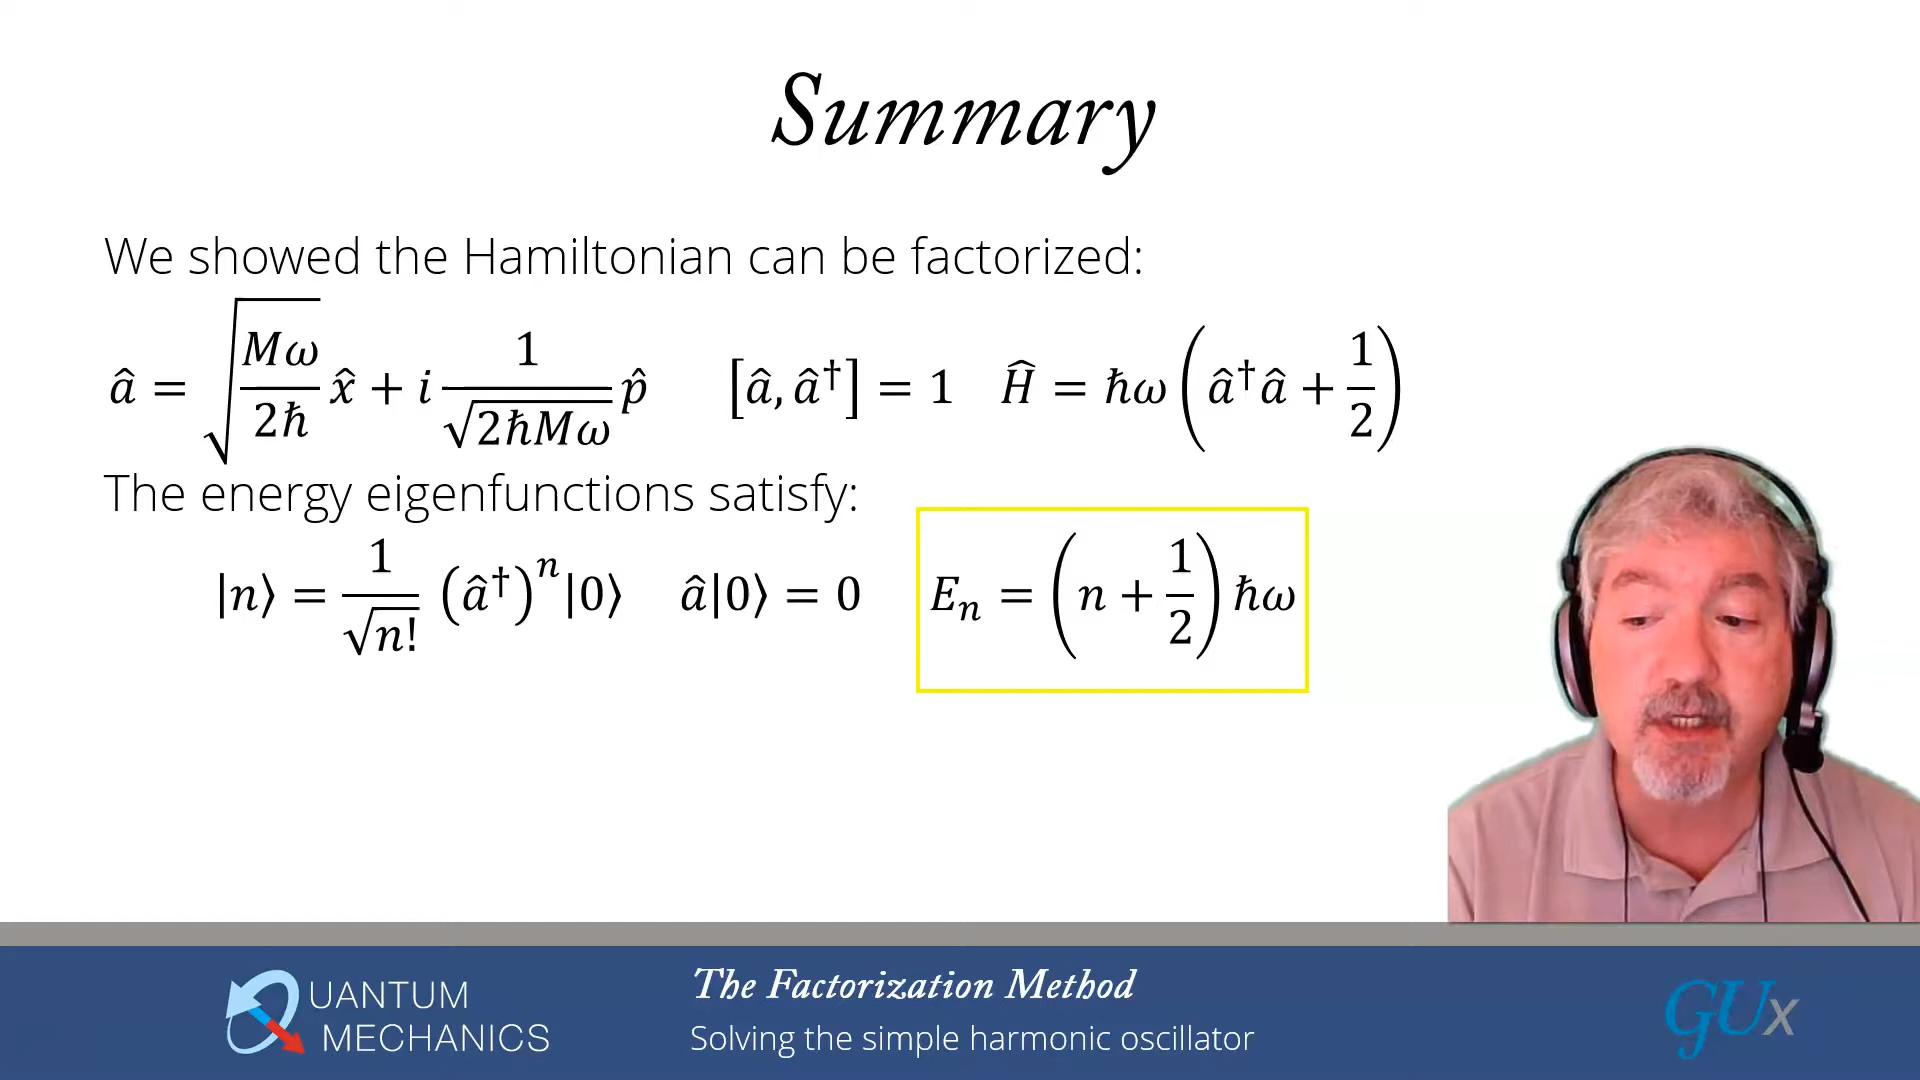 Summary
We showed the Hamiltonian can be factorized:
â = √(Mω/2ħ) x̂ + i 1/√(2ħMω) p̂   [â, â†] = 1   Ĥ = ħω (â†â + 1/2)
The energy eigenfunctions satisfy:
|n⟩ = 1/√n! (â†)ⁿ|0⟩   â|0⟩ = 0   Eₙ = (n + 1/2) ħω
QUANTUM
MECHANICS
The Factorization Method
Solving the simple harmonic oscillator
GUx